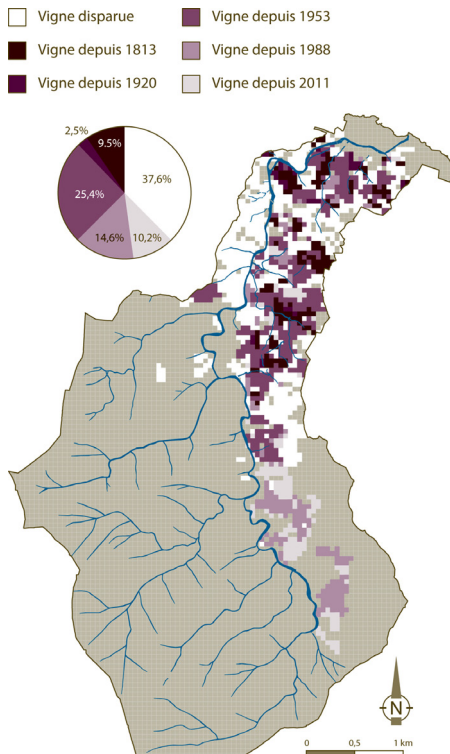 Vigne disparue
Vigne depuis 1953
Vigne depuis 1813
Vigne depuis 1988
Vigne depuis 1920
Vigne depuis 2011
2,5%
9.5%
37,6%
25,4%
14,6%
10,2%
N
0 0,5 1 km